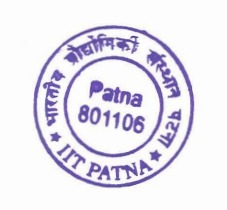 भारतीय प्रौद्योगिकी संस्थान पटना
Patna
801106
★ IIT PATNA ★